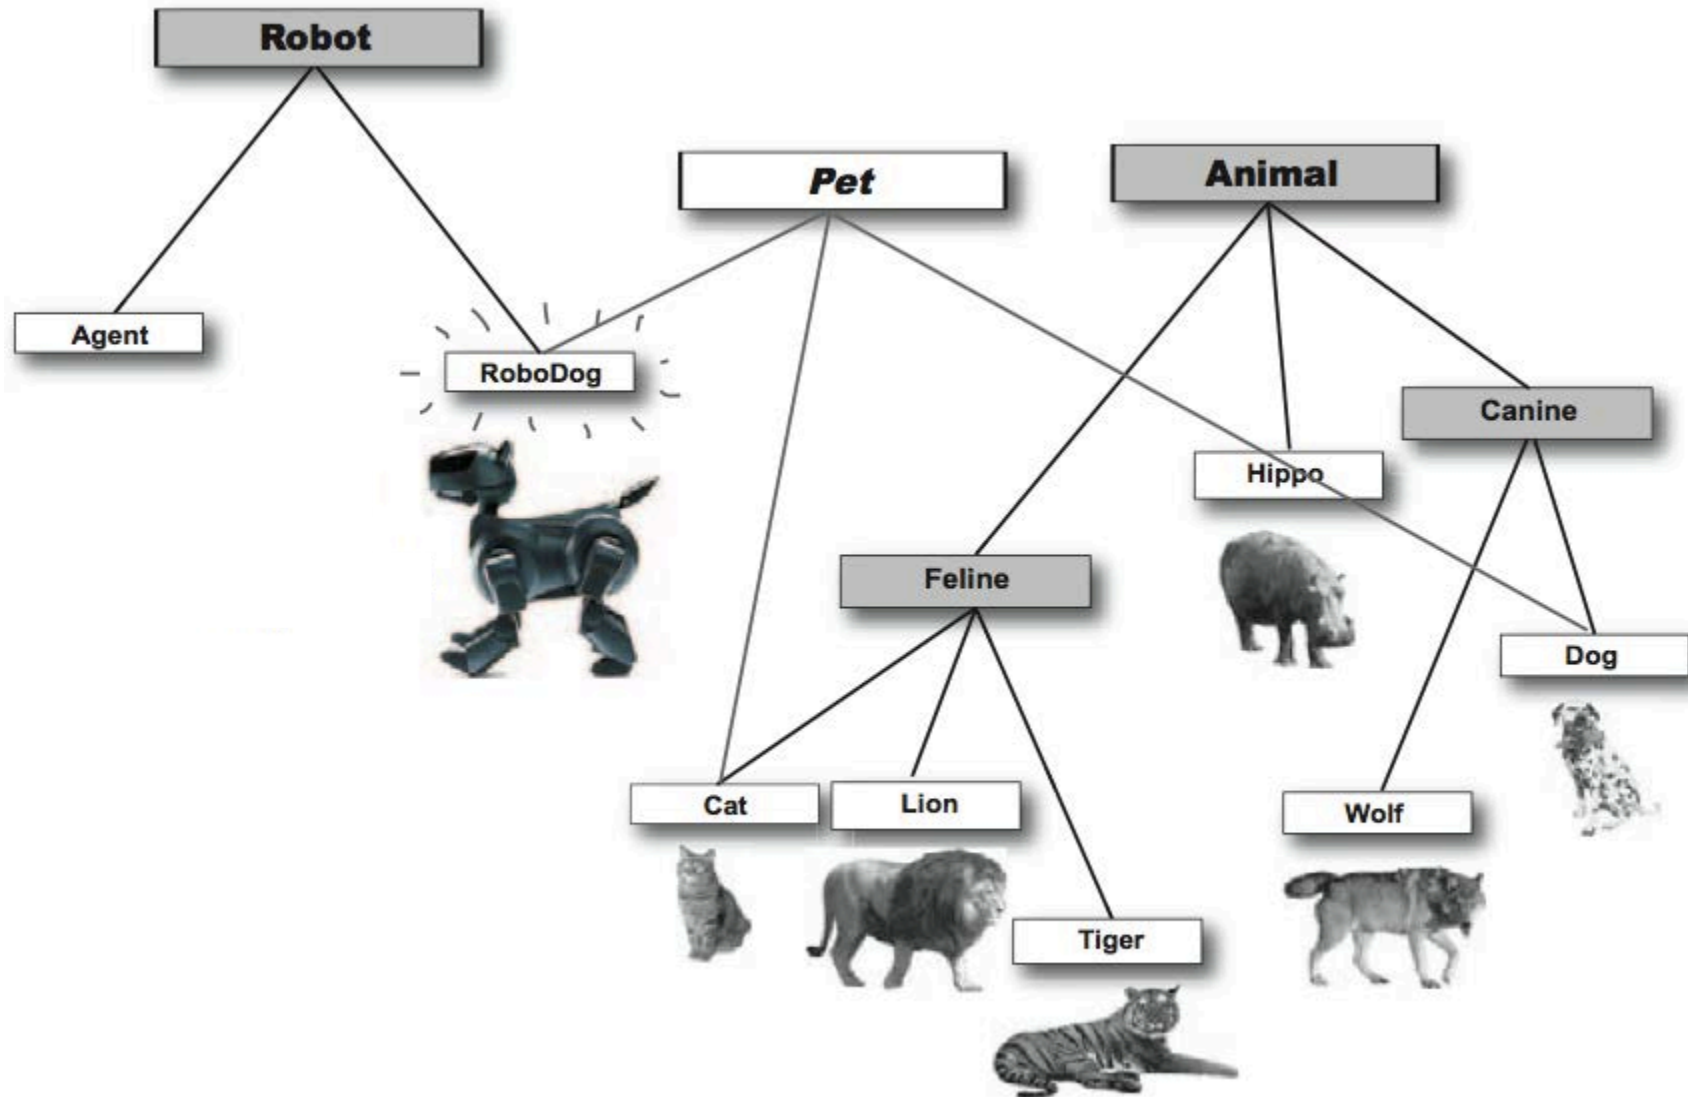 Robot
Pet
Animal
Agent
RoboDog
Canine
Hippo
Feline
Dog
Cat
Lion
Wolf
Tiger